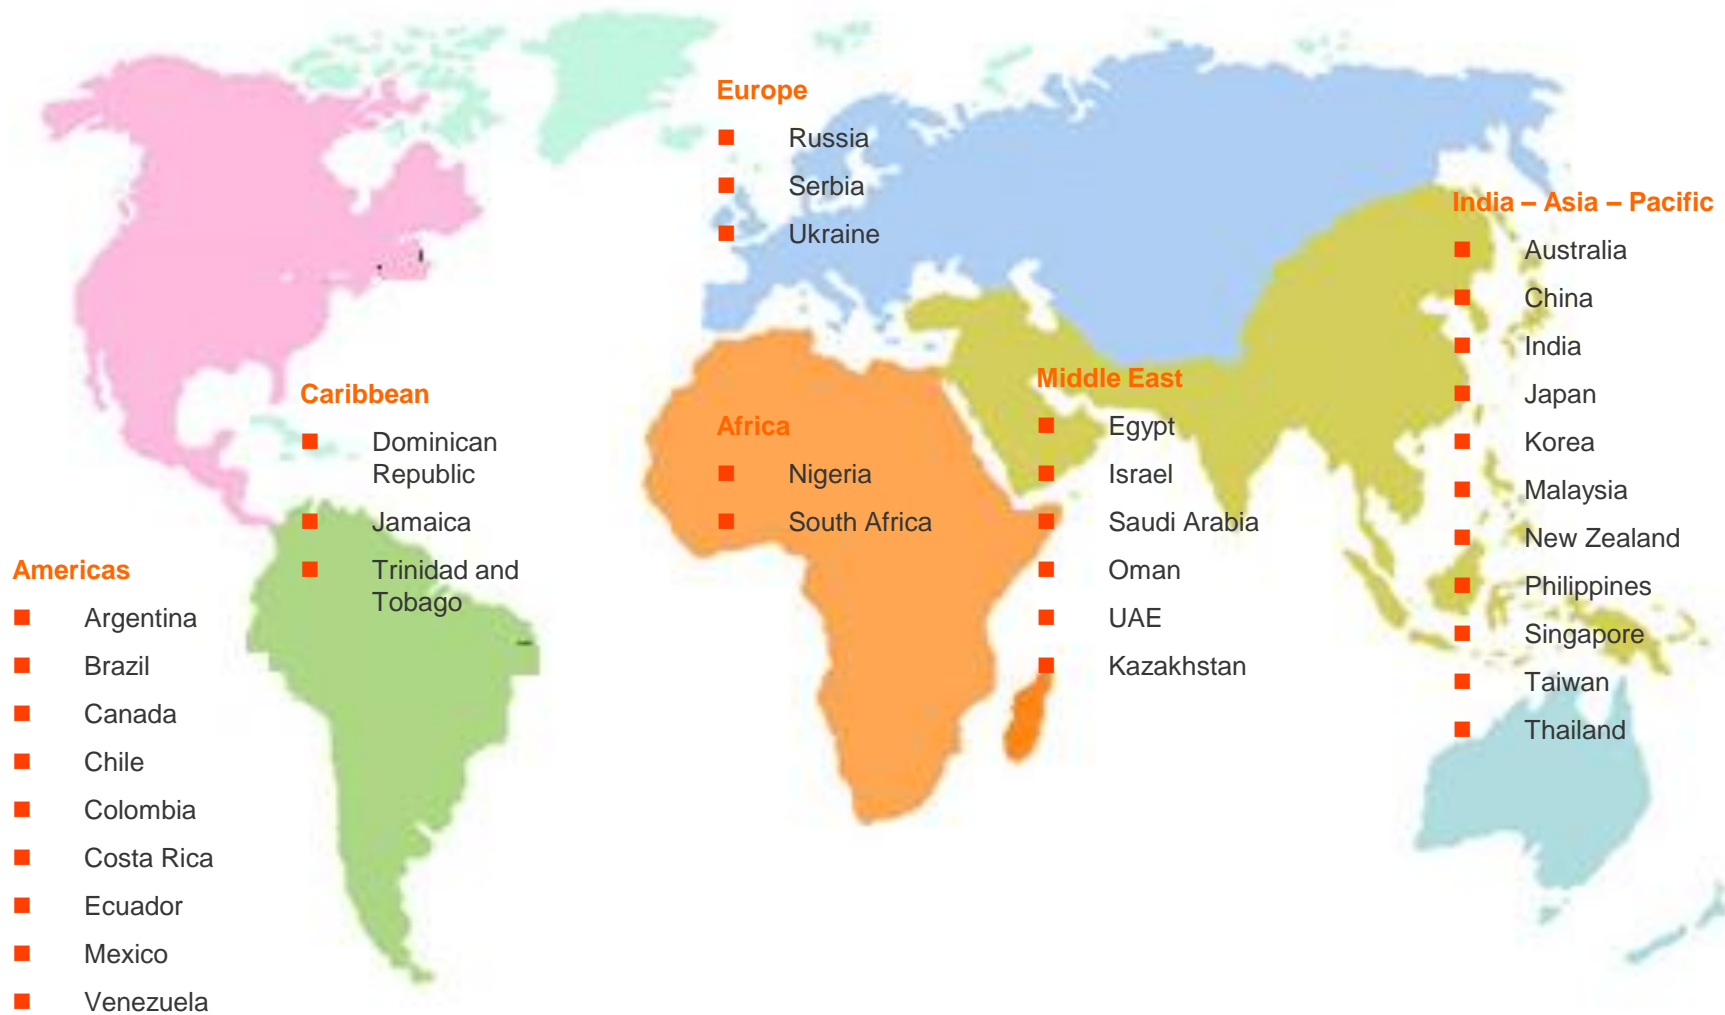 Europe
■ Russia
■ Serbia
■ Ukraine
India – Asia – Pacific
■ Australia
■ China
■ India
■ Japan
■ Korea
■ Malaysia
■ New Zealand
■ Philippines
■ Singapore
■ Taiwan
■ Thailand
Middle East
■ Egypt
■ Israel
■ Saudi Arabia
■ Oman
■ UAE
■ Kazakhstan
Africa
■ Nigeria
■ South Africa
Caribbean
■ Dominican
Republic
■ Jamaica
■ Trinidad and
Tobago
Americas
■ Argentina
■ Brazil
■ Canada
■ Chile
■ Colombia
■ Costa Rica
■ Ecuador
■ Mexico
■ Venezuela